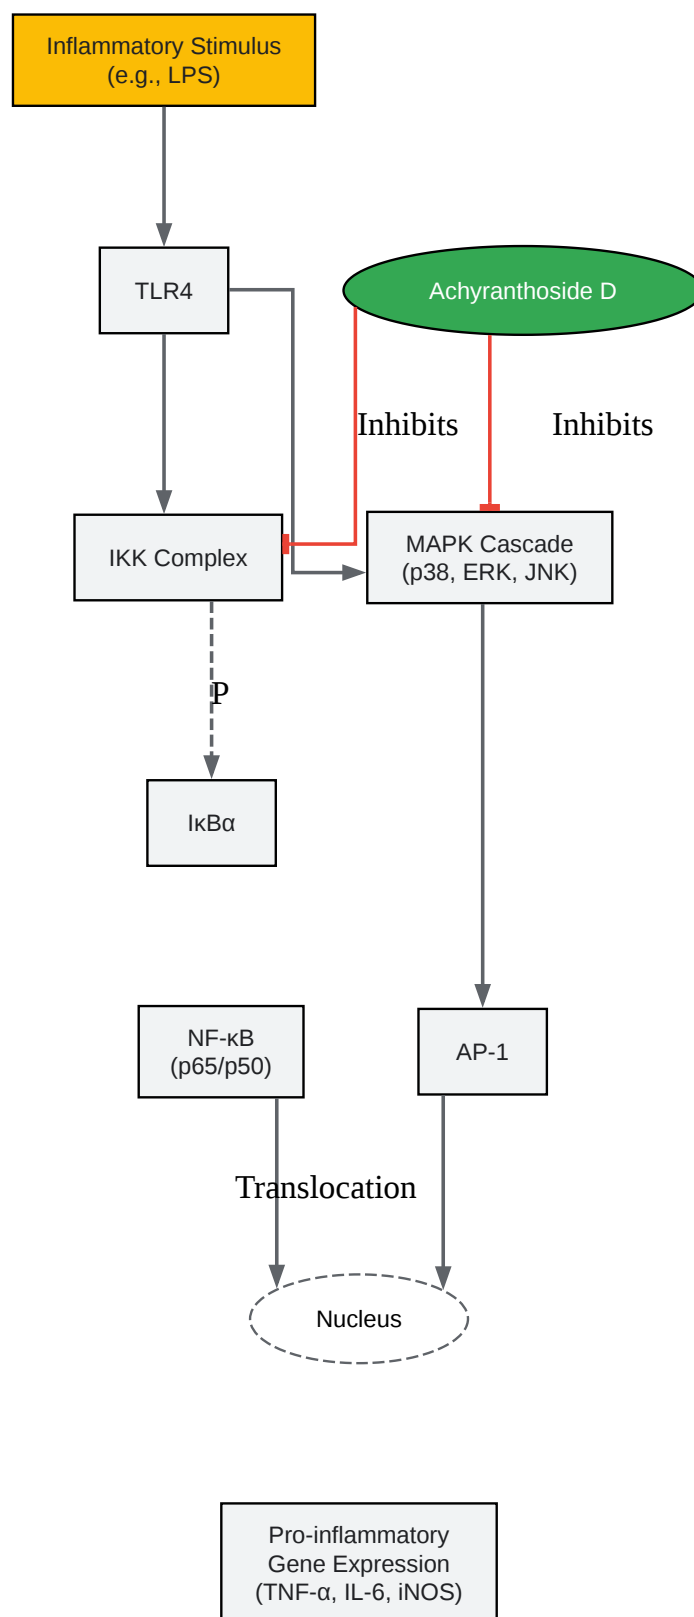 Inflammatory Stimulus
(e.g., LPS)
TLR4
Achyranthoside D
Inhibits
Inhibits
IKK Complex
MAPK Cascade
(p38, ERK, JNK)
P
IκBα
NF-κB
(p65/p50)
AP-1
Translocation
Nucleus
Pro-inflammatory
Gene Expression
(TNF-α, IL-6, iNOS)